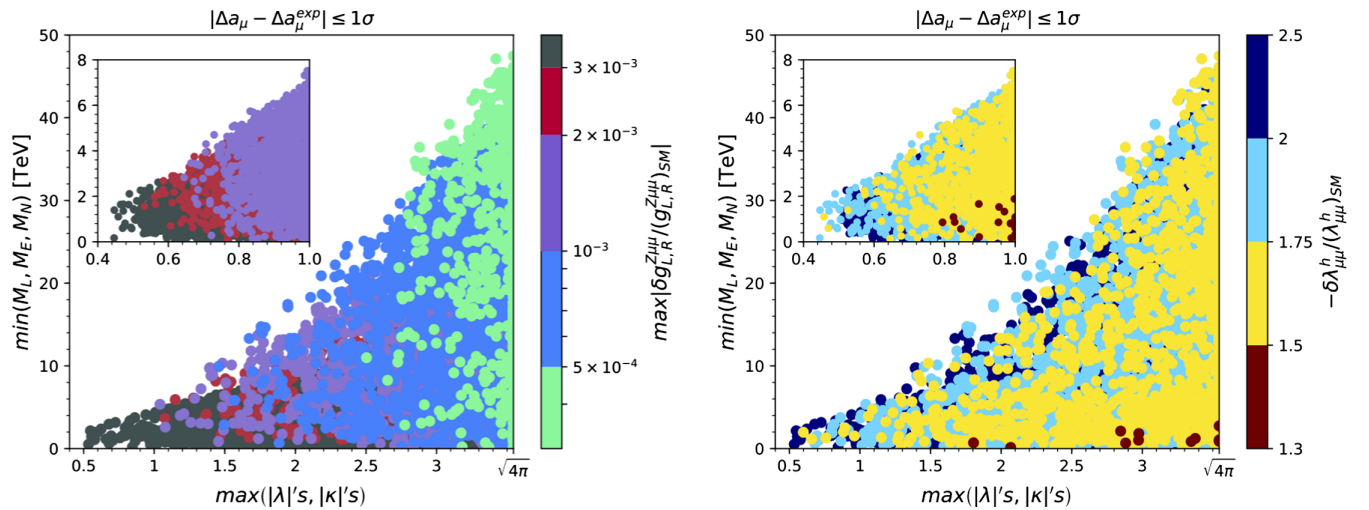 |Δa_μ − Δa_μ^{exp}| ≤ 1σ
50
40
30
20
10
0
min(M_L, M_E, M_N) [TeV]
8
6
4
2
0
0.4 0.6 0.8 1.0
0.5 1 1.5 2 2.5 3 √4π
max(|λ|'s, |κ|'s)
3 × 10⁻³
2 × 10⁻³
10⁻³
5 × 10⁻⁴
max|δg_{L,R}^{Zμμ}/(g_{L,R}^{Zμμ})_{SM}|
|Δa_μ − Δa_μ^{exp}| ≤ 1σ
50
40
30
20
10
0
min(M_L, M_E, M_N) [TeV]
8
6
4
2
0
0.4 0.6 0.8 1.0
0.5 1 1.5 2 2.5 3 √4π
max(|λ|'s, |κ|'s)
2.5
2
1.75
1.5
1.3
−δλ_{μμ}^h/(λ_{μμ}^h)_{SM}